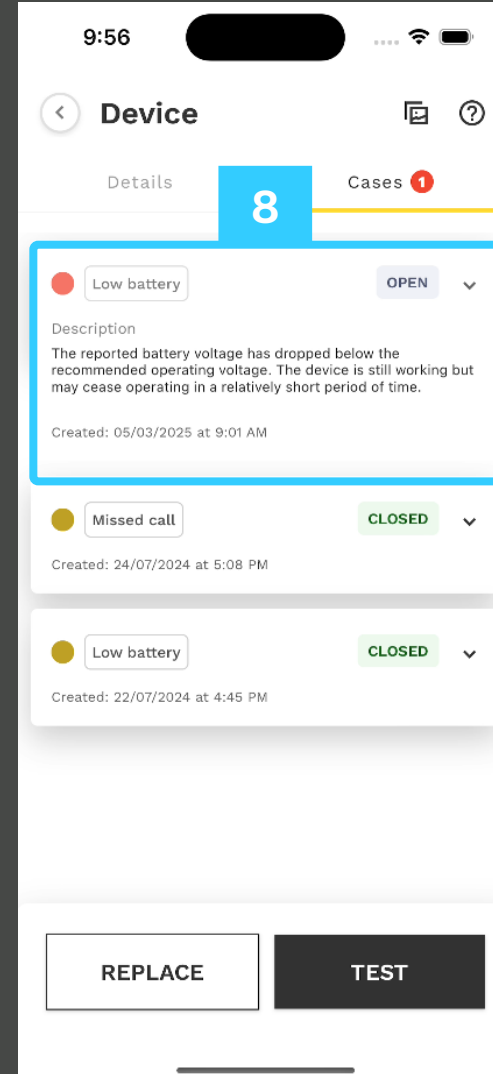 9:56
Device
Details
Cases 1
8
Low battery
OPEN
Description
The reported battery voltage has dropped below the
recommended operating voltage. The device is still working but
may cease operating in a relatively short period of time.
Created: 05/03/2025 at 9:01 AM
Missed call
CLOSED
Created: 24/07/2024 at 5:08 PM
Low battery
CLOSED
Created: 22/07/2024 at 4:45 PM
REPLACE
TEST